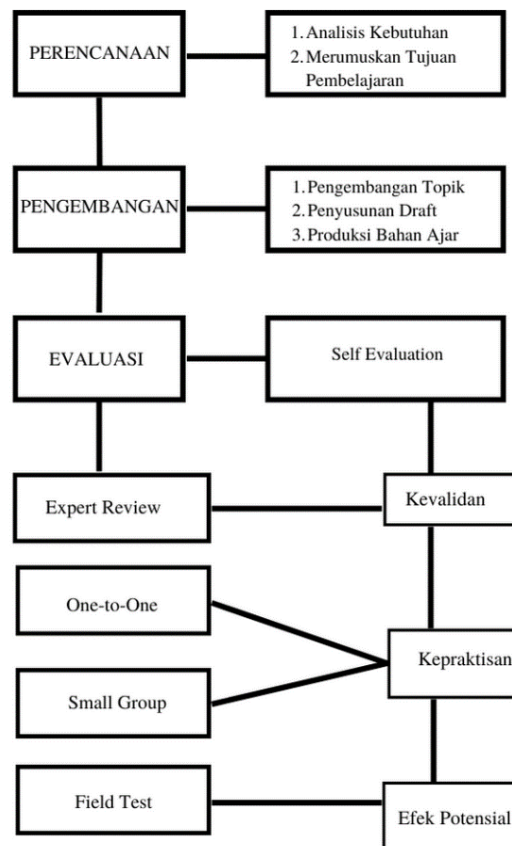 PERENCANAAN
1. Analisis Kebutuhan
2. Merumuskan Tujuan
Pembelajaran
PENGEMBANGAN
1. Pengembangan Topik
2. Penyusunan Draft
3. Produksi Bahan Ajar
EVALUASI
Self Evaluation
Expert Review
Kevalidan
One-to-One
Kepraktisan
Small Group
Field Test
Efek Potensial